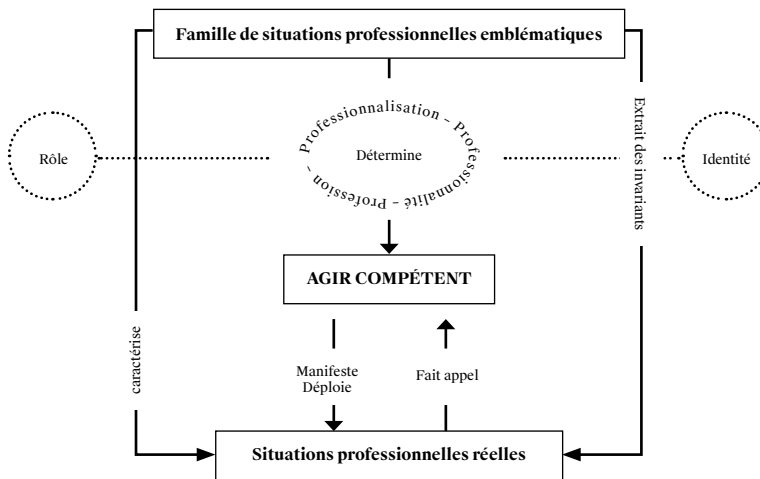 Famille de situations professionnelles emblématiques
Professionnalisation – Professionnalité – Profession –
Rôle
Détermine
Identité
Extrait des invariants
AGIR COMPÉTENT
caractérise
Manifeste
Déploie
Fait appel
Situations professionnelles réelles